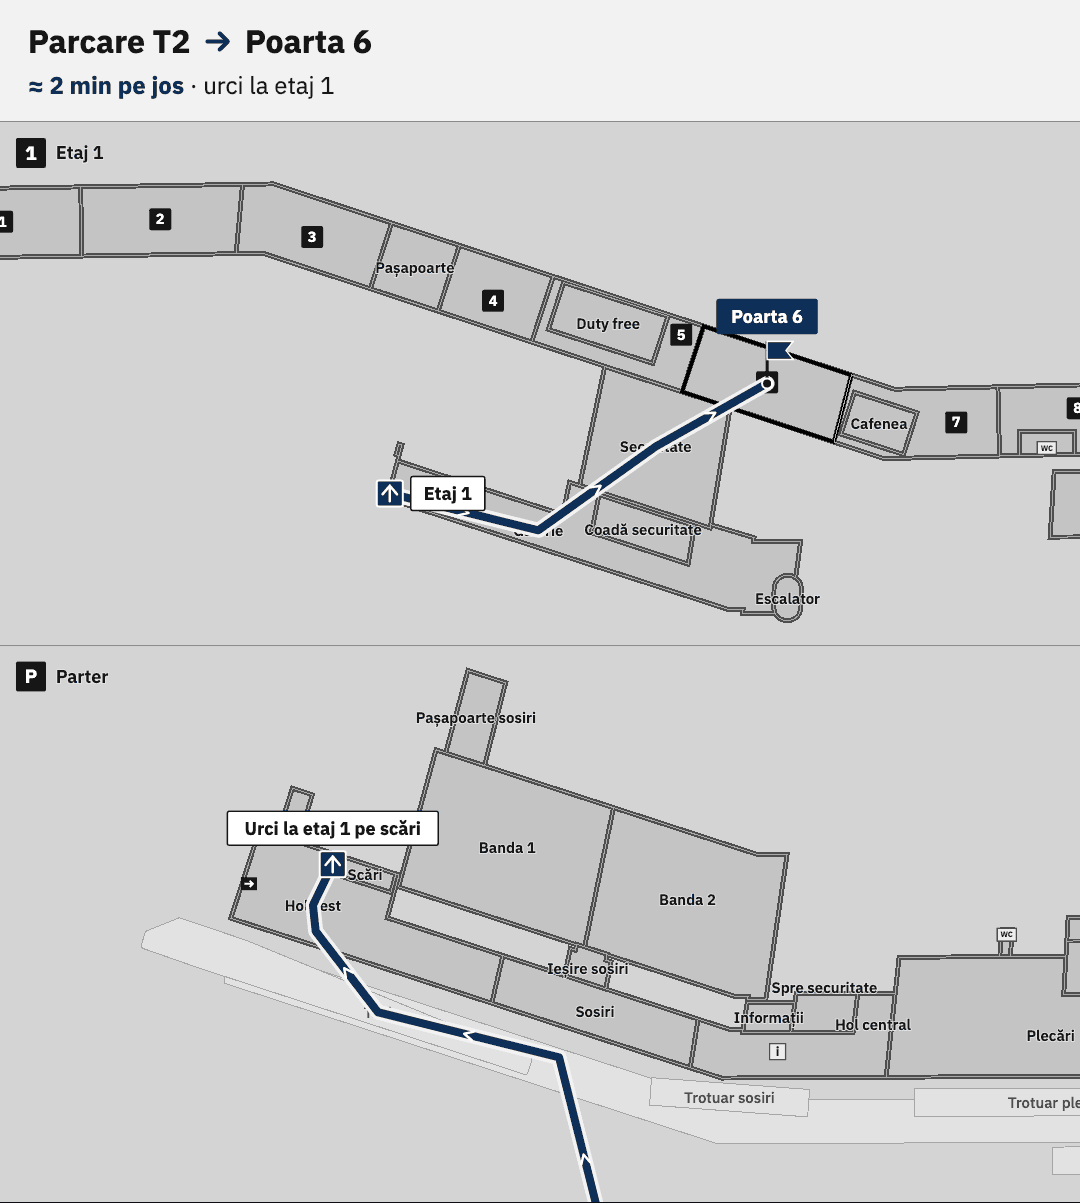 Parcare T2 → Poarta 6
≈ 2 min pe jos · urci la etaj 1
1 Etaj 1
1
2
3
Pașapoarte
4
Duty free
5
Poarta 6
Cafenea
7
8
WC
Etaj 1
Coadă securitate
Escalator
P Parter
Pașapoarte sosiri
Urci la etaj 1 pe scări
Scări
Banda 1
Banda 2
WC
Ieșire sosiri
Spre securitate
Sosiri
Informații
Hol central
i
Plecări
Trotuar sosiri
Trotuar ple